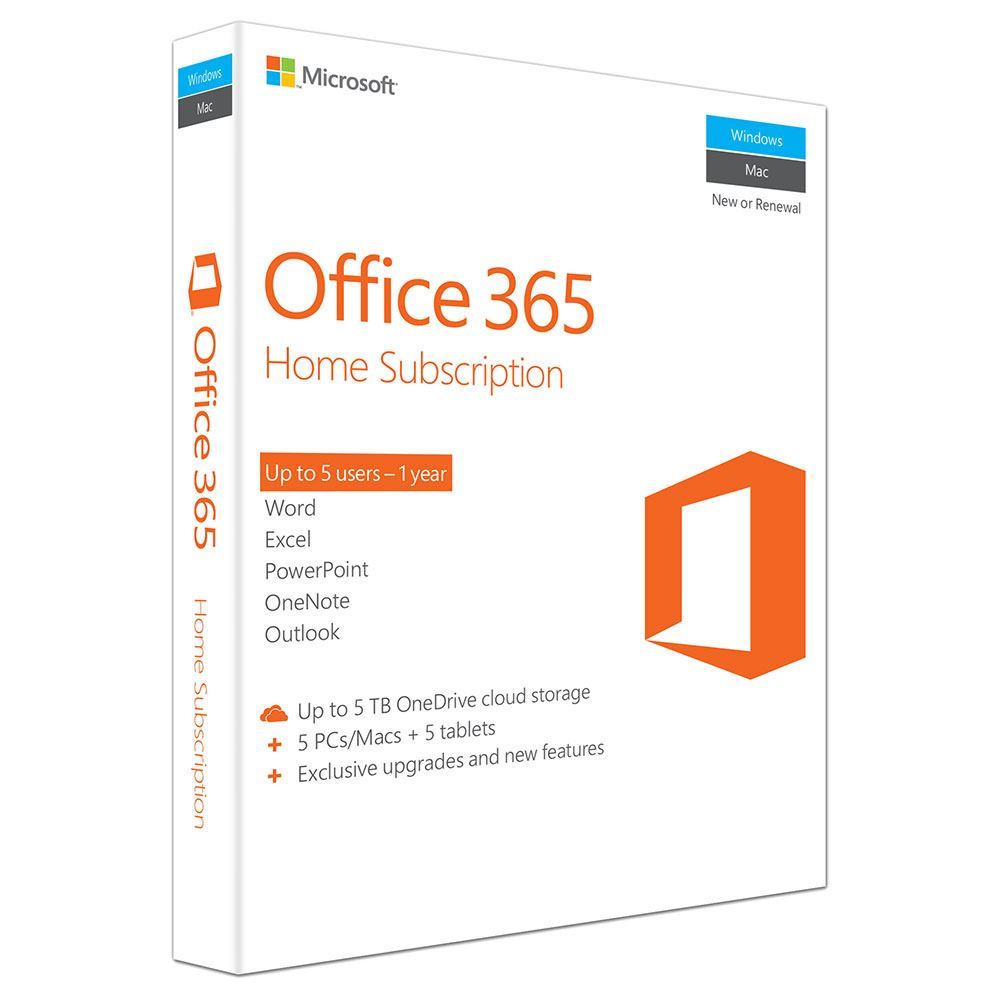 Windows
Mac
Office 365
Home Subscription
Microsoft
Windows
Mac
New or Renewal
Office 365
Home Subscription
Up to 5 users – 1 year
Word
Excel
PowerPoint
OneNote
Outlook
Up to 5 TB OneDrive cloud storage
+ 5 PCs/Macs + 5 tablets
+ Exclusive upgrades and new features